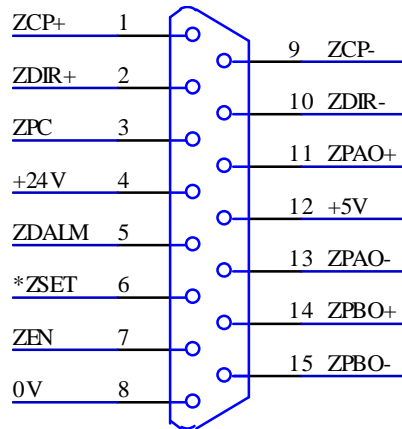 ZCP+ 1
9 ZCP-
ZDIR+ 2
10 ZDIR-
ZPC 3
11 ZPAO+
+24V 4
12 +5V
ZDALM 5
13 ZPAO-
*ZSET 6
14 ZPBO+
ZEN 7
15 ZPBO-
0V 8